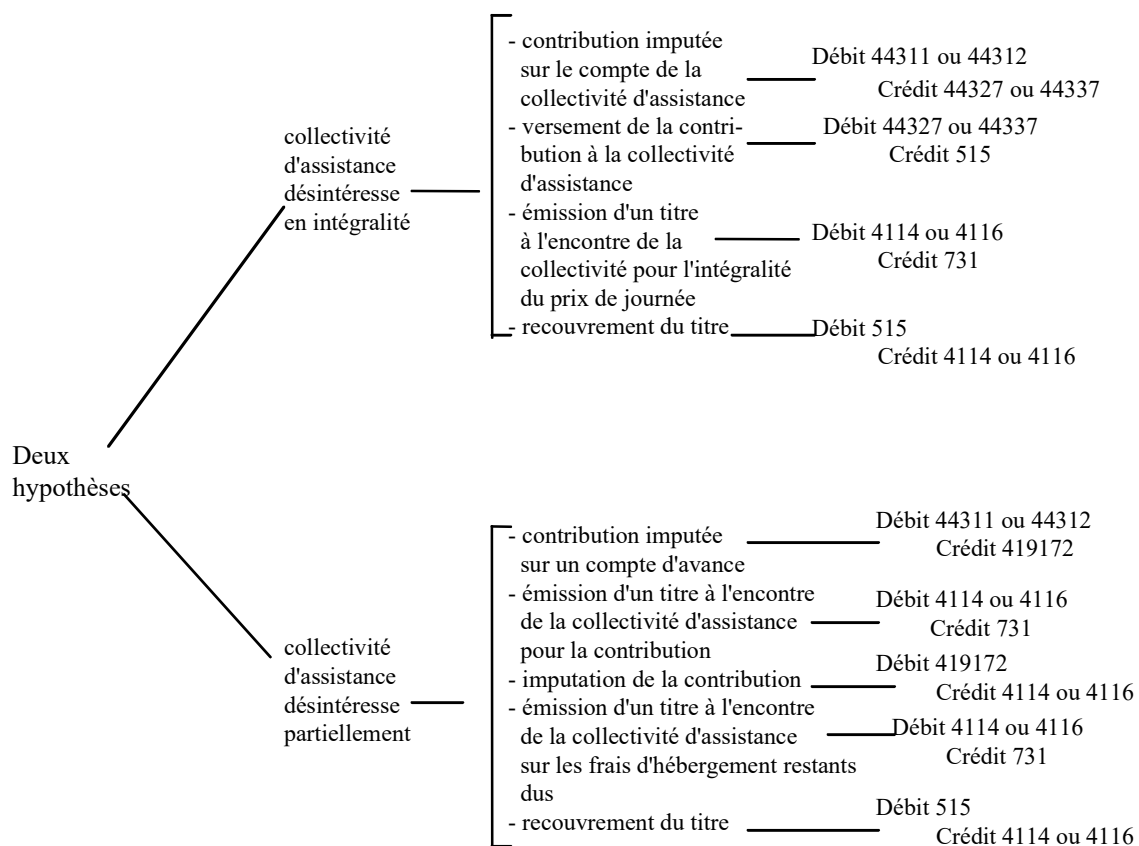 Deux
hypothèses
collectivité
d'assistance
désintéresse
en intégralité
- contribution imputée
sur le compte de la
collectivité d'assistance
Débit 44311 ou 44312
Crédit 44327 ou 44337
- versement de la contri-
bution à la collectivité
d'assistance
Débit 44327 ou 44337
Crédit 515
- émission d'un titre
à l'encontre de la
collectivité pour l'intégralité
du prix de journée
Débit 4114 ou 4116
Crédit 731
- recouvrement du titre
Débit 515
Crédit 4114 ou 4116
collectivité
d'assistance
désintéresse
partiellement
- contribution imputée
sur un compte d'avance
Débit 44311 ou 44312
Crédit 419172
- émission d'un titre à l'encontre
de la collectivité d'assistance
pour la contribution
Débit 4114 ou 4116
Crédit 731
- imputation de la contribution
Débit 419172
Crédit 4114 ou 4116
- émission d'un titre à l'encontre
de la collectivité d'assistance
sur les frais d'hébergement restants
dus
Débit 4114 ou 4116
Crédit 731
- recouvrement du titre
Débit 515
Crédit 4114 ou 4116